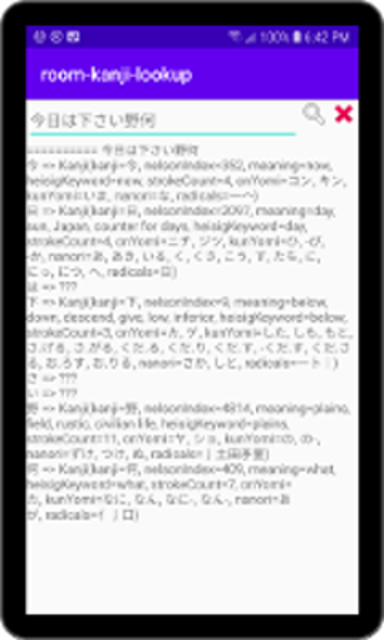 100% 6:42 PM
room-kanji-lookup
今日は下さい野何
========== 今日は下さい野何
今 => Kanji(kanji=今, nelsonIndex=352, meaning=now,
heisigKeyword=now, strokeCount=4, onYomi=コン, キン,
kunYomi=いま, nanori=な, radicals=
日 => Kanji(kanji=日, nelsonIndex=2097, meaning=day,
sun, Japan, counter for days, heisigKeyword=day,
strokeCount=4, onYomi=ニチ, ジツ, kunYomi=ひ, -び,
-か, nanori=あ, あき, いる, く, くさ, こう, す, たち, に,
にっ, につ, へ, radicals=日)
は => ???
下 => Kanji(kanji=下, nelsonIndex=9, meaning=below,
down, descend, give, low, inferior, heisigKeyword=below,
strokeCount=3, onYomi=カ, ゲ, kunYomi=した, しも, もと,
さ.げる, さ.がる, くだ.る, くだ.り, くだ.す, -くだ.す, くだ.さ
る, お.ろす, お.りる, nanori=さか, しと, radicals=一ト｜)
さ => ???
い => ???
野 => Kanji(kanji=野, nelsonIndex=4814, meaning=plains,
field, rustic, civilian life, heisigKeyword=plains,
strokeCount=11, onYomi=ヤ, ショ, kunYomi=の, の-,
nanori=ずけ, つけ, ぬ, radicals=｜土田矛里)
何 => Kanji(kanji=何, nelsonIndex=409, meaning=what,
heisigKeyword=what, strokeCount=7, onYomi=
カ, kunYomi=なに, なん, なに-, なん-, nanori=あ
が, radicals=亅口)